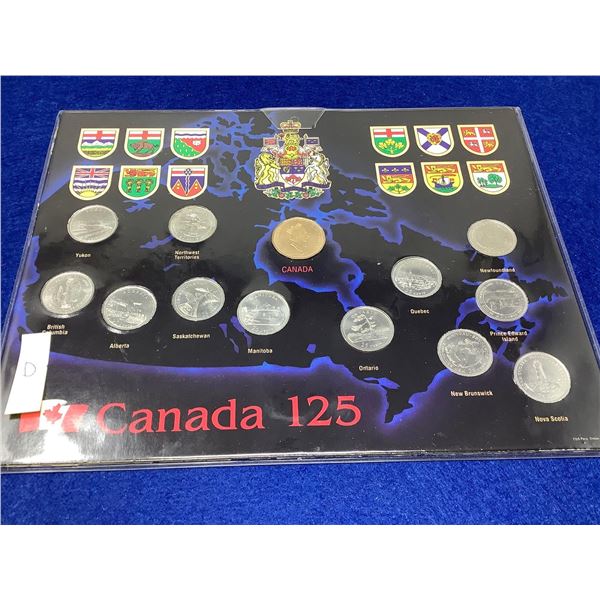 CANADA
Yukon
Northwest
Territories
Newfoundland
Quebec
British
Columbia
Alberta
Saskatchewan
Manitoba
Ontario
Prince Edward
Island
New Brunswick
Nova Scotia
D
Canada 125